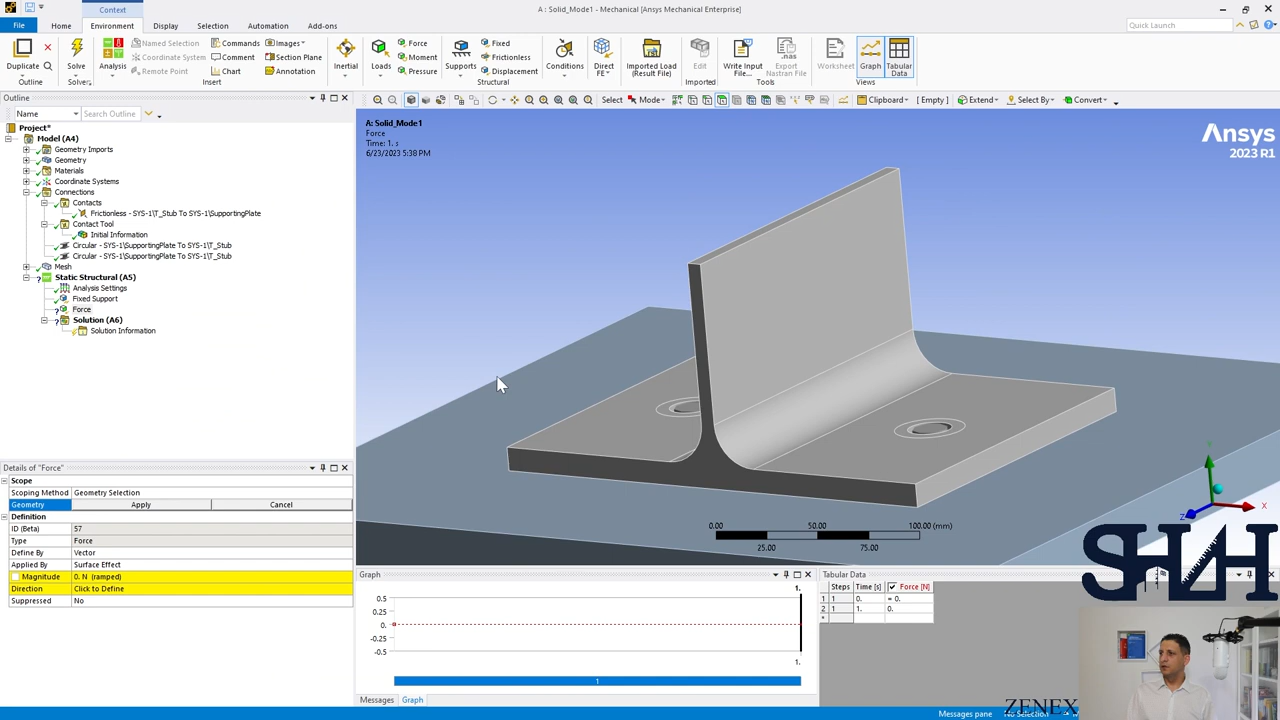 Context
A : Solid_Mode1 - Mechanical [Ansys Mechanical Enterprise]
File Home Environment Display Selection Automation Add-ons Quick Launch
Duplicate Solve Analysis Named Selection Commands Images Inertial Loads Force Supports Fixed Conditions Direct FE Imported Load (Result File) Edit Write Input File... Export Nastran File Worksheet Graph Tabular Data
Coordinate System Comment Section Plane Moment Frictionless
Remote Point Chart Annotation Pressure Displacement
Outline Solver Insert Structural Imported Tools Views
Outline
Select Mode Clipboard [ Empty ] Extend Select By Convert
Name Search Outline
Project*
Model (A4)
Geometry Imports
Geometry
Materials
Coordinate Systems
Connections
Contacts
Frictionless - SYS-1\T_Stub To SYS-1\SupportingPlate
Contact Tool
Initial Information
Circular - SYS-1\SupportingPlate To SYS-1\T_Stub
Circular - SYS-1\SupportingPlate To SYS-1\T_Stub
Mesh
Static Structural (A5)
Analysis Settings
Fixed Support
Force
Solution (A6)
Solution Information
A: Solid_Mode1
Force
Time: 1. s
6/23/2023 5:38 PM
Ansys
2023 R1
Y
X
Z
0.00 50.00 100.00 (mm)
25.00 75.00
Details of "Force"
Scope
Scoping Method Geometry Selection
Geometry Apply Cancel
Definition
ID (Beta) 57
Type Force
Define By Vector
Applied By Surface Effect
Magnitude 0. N (ramped)
Direction Click to Define
Suppressed No
Graph
1.
0.5
0.25
0.
-0.25
-0.5
1.
1
Messages Graph
Tabular Data
Steps Time [s] Force [N]
1 1 0. = 0.
2 1 1. 0.
*
SHZH
ZENEX
Messages pane No Selection